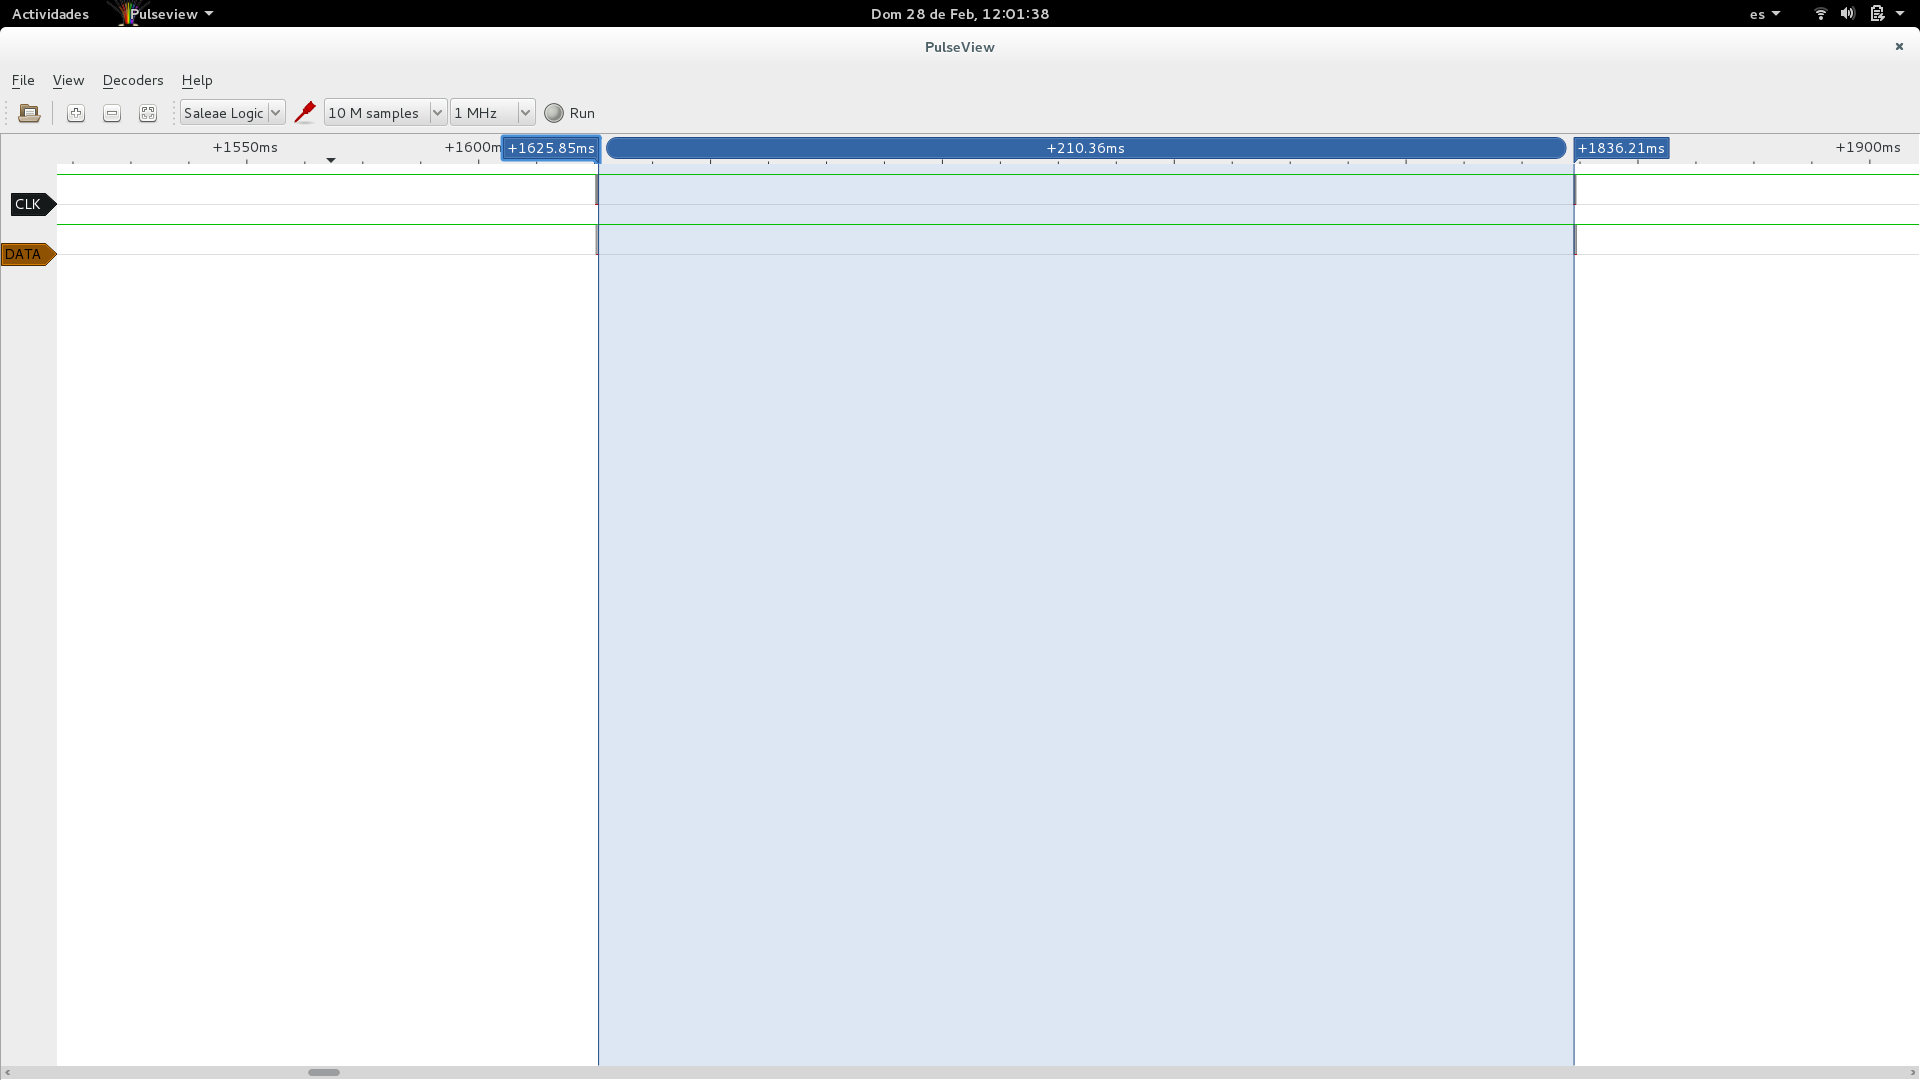 Actividades Pulseview Dom 28 de Feb, 12:01:38 es
PulseView
File View Decoders Help
Saleae Logic 10 M samples 1 MHz Run
+1550ms +1600m +1625.85ms +210.36ms +1836.21ms +1900ms
CLK
DATA